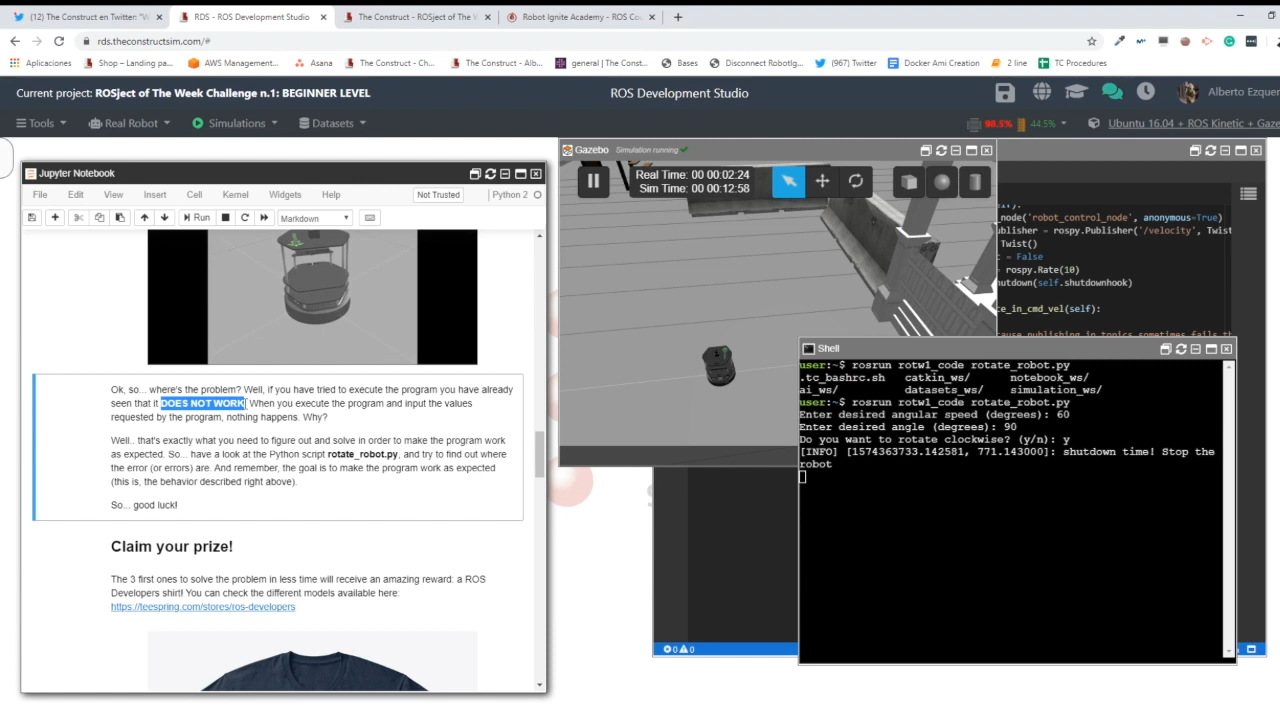 (12) The Construct en Twitter: "W
RDS - ROS Development Studio
The Construct - ROSject of The W
Robot Ignite Academy - ROS Co
rds.theconstructsim.com/#
Aplicaciones
Shop – Landing pa...
AWS Management...
Asana
The Construct - Ch...
The Construct - Alb...
general | The Const...
Bases
Disconnect RobotIg...
(967) Twitter
Docker Ami Creation
2 line
TC Procedures
Current project: ROSject of The Week Challenge n.1: BEGINNER LEVEL
ROS Development Studio
Alberto Ezquer
Tools
Real Robot
Simulations
Datasets
98.5%
44.5%
Ubuntu 16.04 + ROS Kinetic + Gaze
Jupyter Notebook
File Edit View Insert Cell Kernel Widgets Help
Not Trusted
Python 2
Run
Markdown
Ok, so... where's the problem? Well, if you have tried to execute the program you have already
seen that it DOES NOT WORK. When you execute the program and input the values
requested by the program, nothing happens. Why?
Well.. that's exactly what you need to figure out and solve in order to make the program work
as expected. So... have a look at the Python script rotate_robot.py, and try to find out where
the error (or errors) are. And remember, the goal is to make the program work as expected
(this is, the behavior described right above).
So... good luck!
Claim your prize!
The 3 first ones to solve the problem in less time will receive an amazing reward: a ROS
Developers shirt! You can check the different models available here:
https://teespring.com/stores/ros-developers
Gazebo Simulation running
Real Time: 00 00:02:24
Sim Time: 00 00:12:58
_node('robot_control_node', anonymous=True)
ublisher = rospy.Publisher('/velocity', Twist
Twist()
= False
= rospy.Rate(10)
hutdown(self.shutdownhook)
ce_in_cmd_vel(self):
cause publishing in topics sometimes fails th
Shell
user:~$ rosrun rotw1_code rotate_robot.py
.tc_bashrc.sh catkin_ws/ notebook_ws/
ai_ws/ datasets_ws/ simulation_ws/
user:~$ rosrun rotw1_code rotate_robot.py
Enter desired angular speed (degrees): 60
Enter desired angle (degrees): 90
Do you want to rotate clockwise? (y/n): y
[INFO] [1574363733.142581, 771.143000]: shutdown time! Stop the
robot
0 0